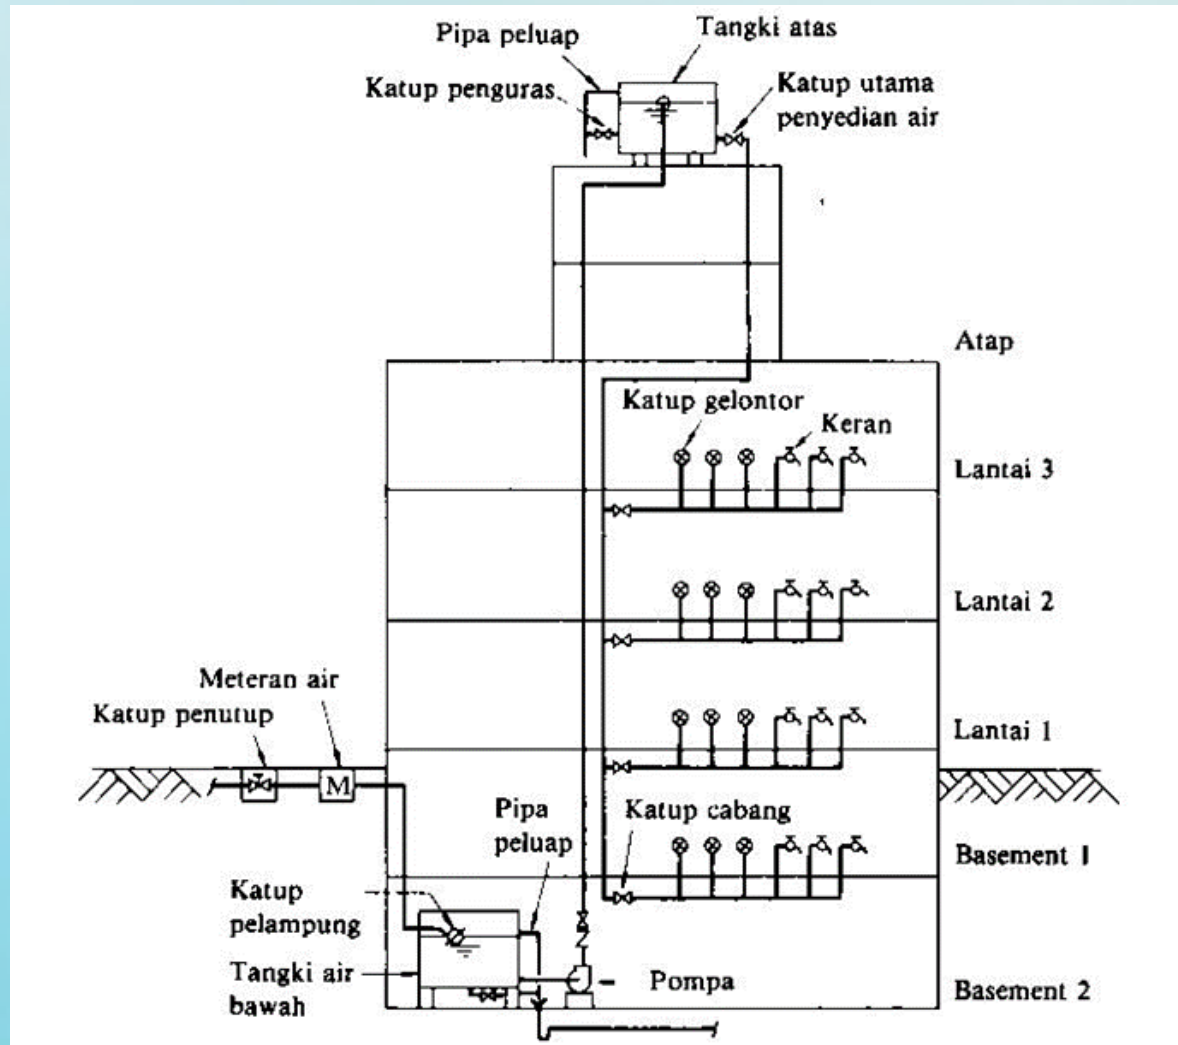 Pipa peluap
Tangki atas
Katup penguras
Katup utama
penyedian air
Atap
Katup gelontor
Keran
Lantai 3
Lantai 2
Meteran air
Katup penutup
Lantai 1
M
Pipa
peluap
Katup cabang
Basement 1
Katup
pelampung
Tangki air
bawah
Pompa
Basement 2